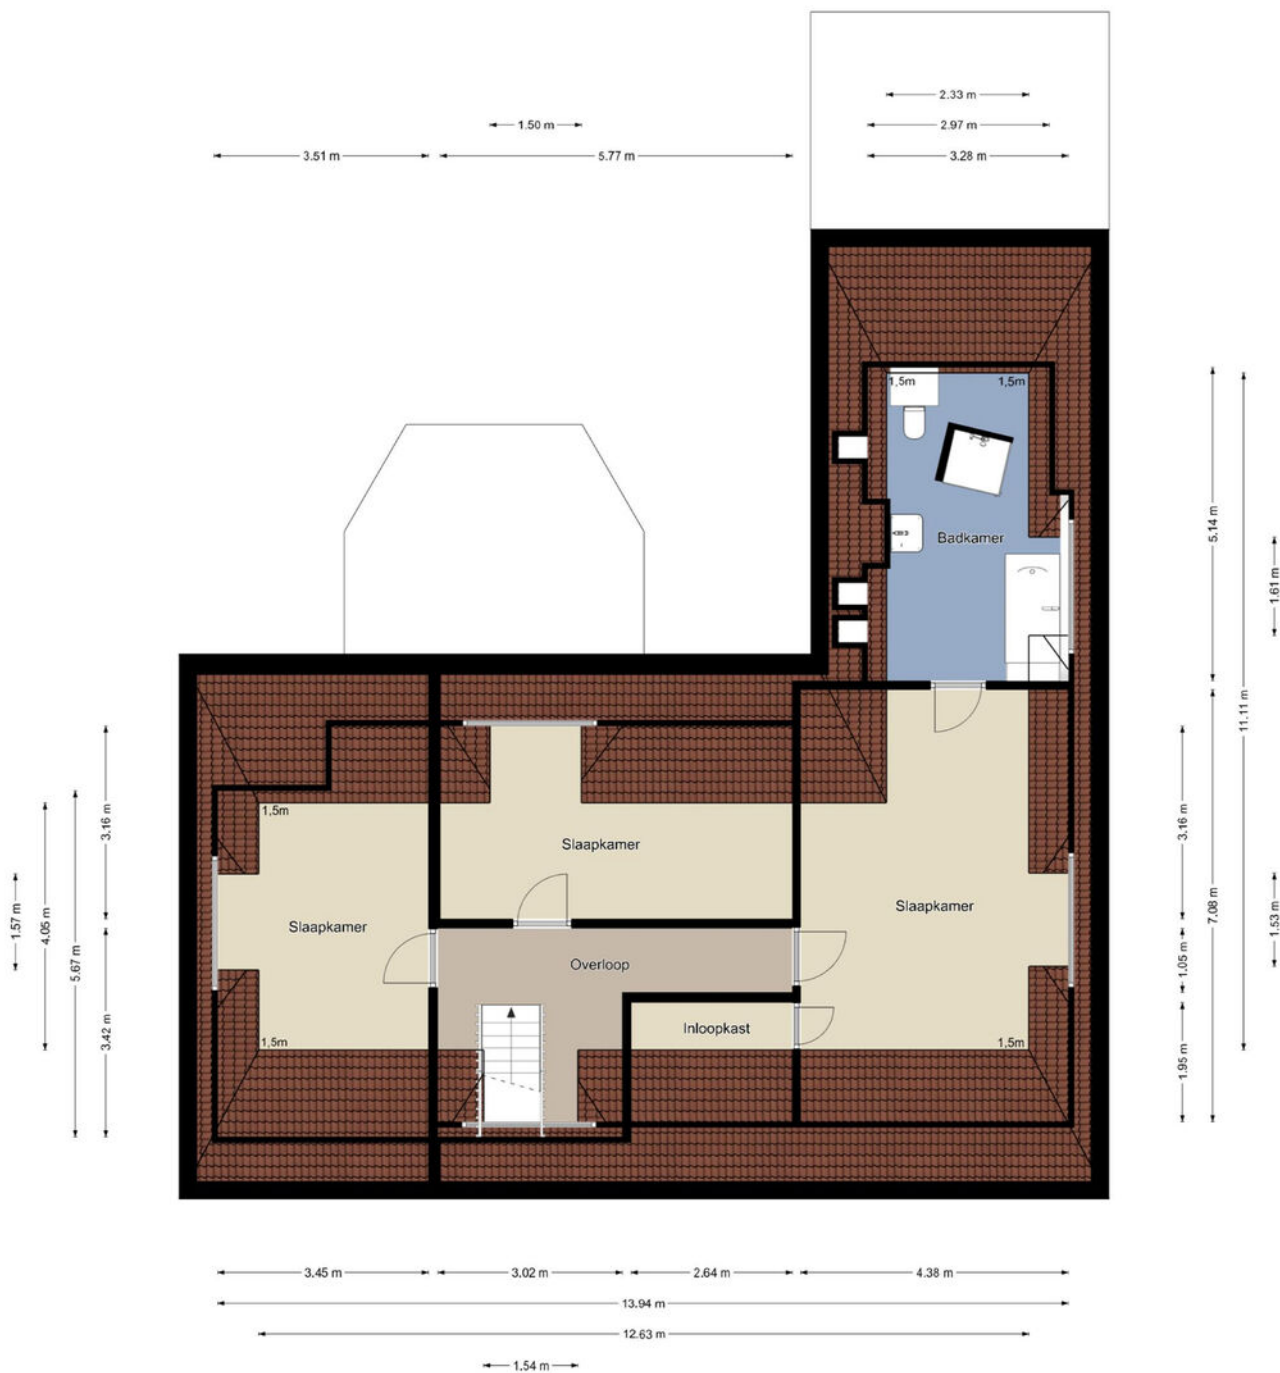 2.33 m
1.50 m
2.97 m
3.51 m
5.77 m
3.28 m
1,5m
1,5m
Badkamer
5.14 m
1.61 m
11.11 m
1,5m
3.16 m
5.67 m
4.05 m
1.57 m
3.42 m
Slaapkamer
Slaapkamer
Slaapkamer
3.16 m
7.08 m
1.53 m
1.05 m
1.95 m
Overloop
Inloopkast
1,5m
1,5m
3.45 m
3.02 m
2.64 m
4.38 m
13.94 m
12.63 m
1.54 m